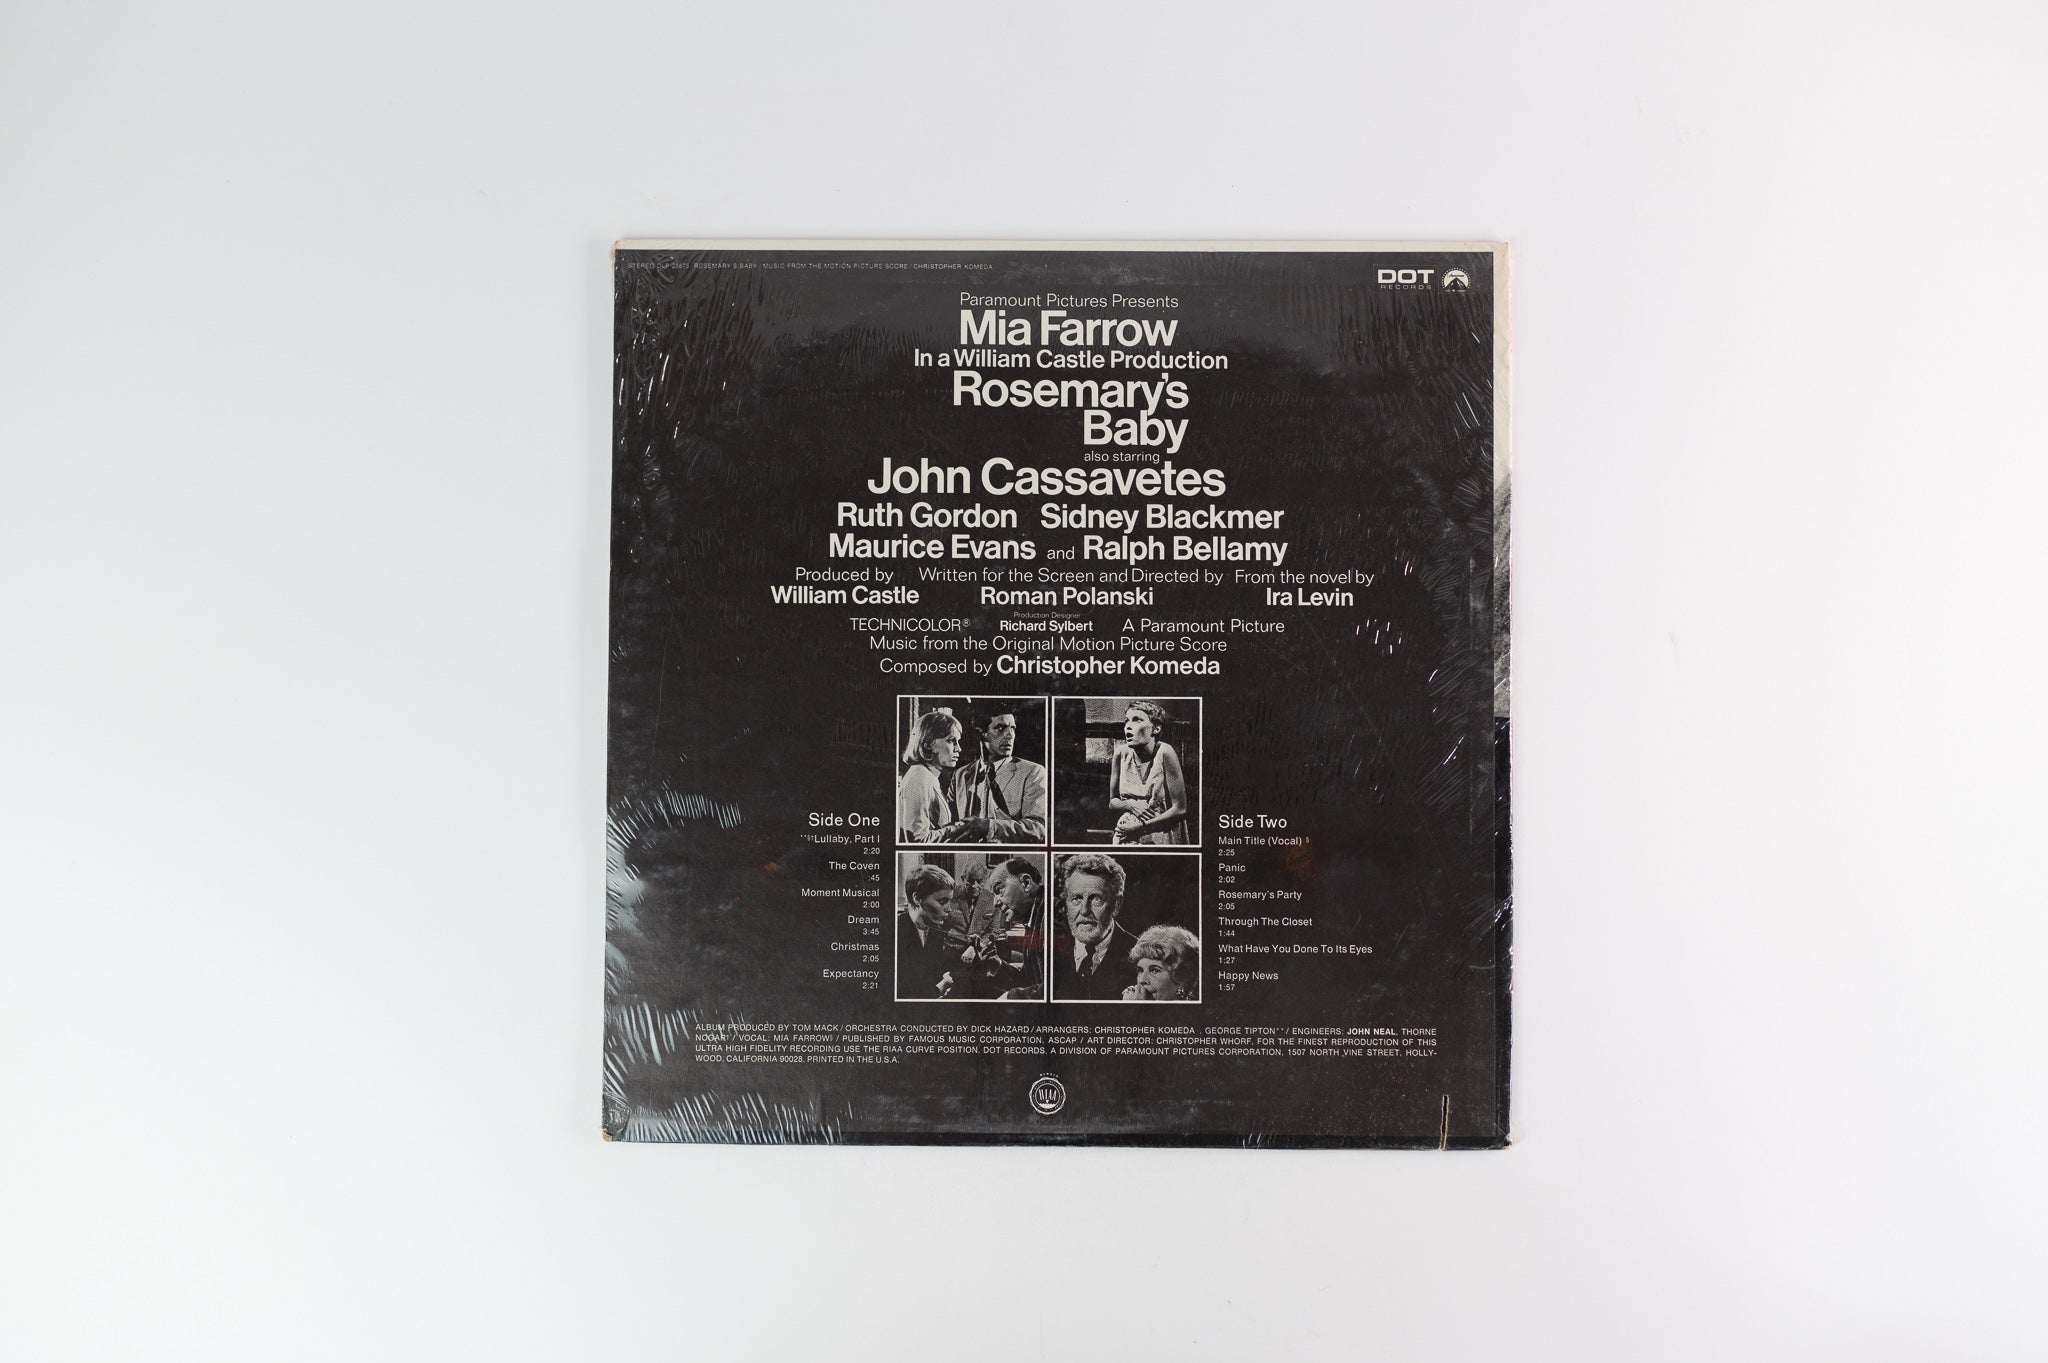 STEREO DLP 25875 ROSEMARY'S BABY / MUSIC FROM THE MOTION PICTURE SCORE / CHRISTOPHER KOMEDA
DOT
RECORDS
Paramount Pictures Presents
Mia Farrow
In a William Castle Production
Rosemary's
Baby
also starring
John Cassavetes
Ruth Gordon Sidney Blackmer
Maurice Evans and Ralph Bellamy
Produced by Written for the Screen and Directed by From the novel by
William Castle Roman Polanski Ira Levin
Production Designer
TECHNICOLOR® Richard Sylbert A Paramount Picture
Music from the Original Motion Picture Score
Composed by Christopher Komeda
Side One
**§†Lullaby, Part I
2:20
The Coven
:45
Moment Musical
2:00
Dream
3:45
Christmas
2:05
Expectancy
2:21
Side Two
Main Title (Vocal) §
2:25
Panic
2:02
Rosemary's Party
2:05
Through The Closet
1:44
What Have You Done To Its Eyes
1:27
Happy News
1:57
ALBUM PRODUCED BY TOM MACK / ORCHESTRA CONDUCTED BY DICK HAZARD / ARRANGERS: CHRISTOPHER KOMEDA , GEORGE TIPTON** / ENGINEERS: JOHN NEAL, THORNE
NOGAR† / VOCAL: MIA FARROW§ / PUBLISHED BY FAMOUS MUSIC CORPORATION, ASCAP / ART DIRECTOR: CHRISTOPHER WHORF. FOR THE FINEST REPRODUCTION OF THIS
ULTRA HIGH FIDELITY RECORDING USE THE RIAA CURVE POSITION. DOT RECORDS, A DIVISION OF PARAMOUNT PICTURES CORPORATION, 1507 NORTH VINE STREET, HOLLY-
WOOD, CALIFORNIA 90028. PRINTED IN THE U.S.A.